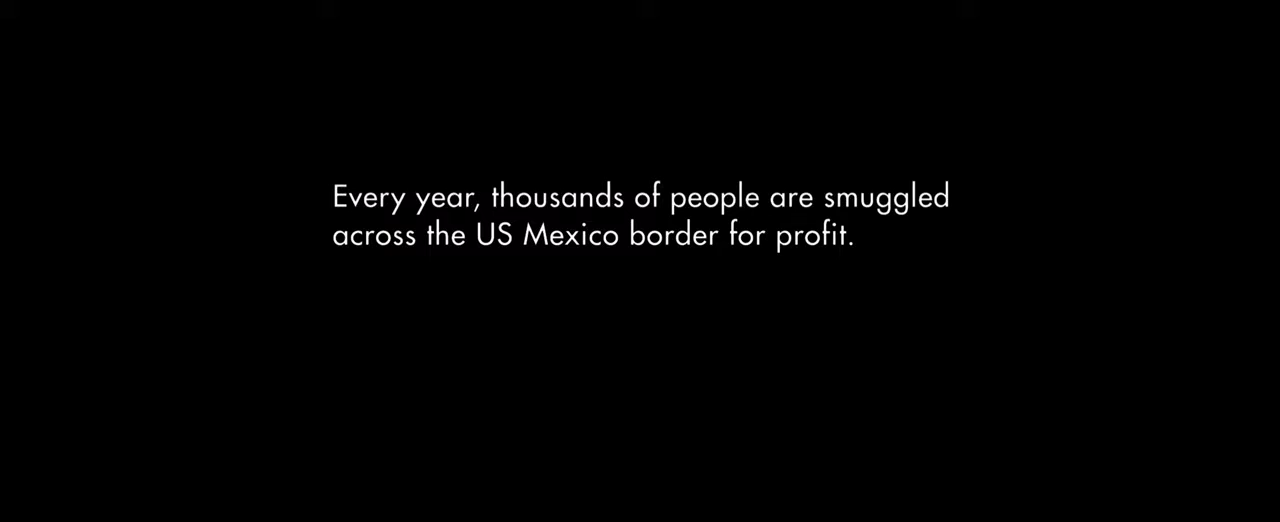 Every year, thousands of people are smuggled
across the US Mexico border for profit.